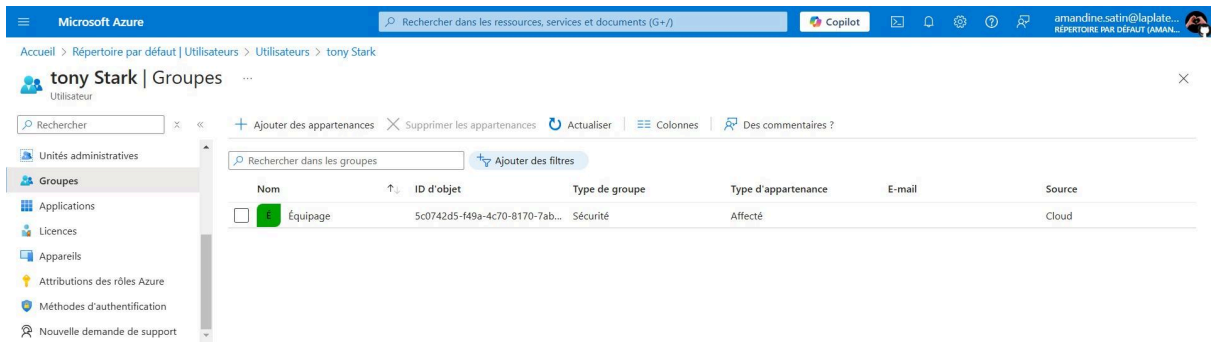 Microsoft Azure
Rechercher dans les ressources, services et documents (G+/)
Copilot
amandine.satin@laplate...
RÉPERTOIRE PAR DÉFAUT (AMAN...
Accueil > Répertoire par défaut | Utilisateurs > Utilisateurs > tony Stark
tony Stark | Groupes ...
Utilisateur
Rechercher
Ajouter des appartenances Supprimer les appartenances Actualiser Colonnes Des commentaires ?
Unités administratives
Groupes
Applications
Licences
Appareils
Attributions des rôles Azure
Méthodes d'authentification
Nouvelle demande de support
Rechercher dans les groupes Ajouter des filtres
Nom ID d'objet Type de groupe Type d'appartenance E-mail Source
É Équipage 5c0742d5-f49a-4c70-8170-7ab... Sécurité Affecté Cloud